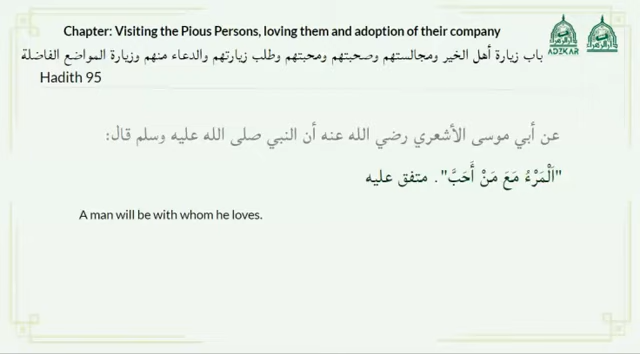 Chapter: Visiting the Pious Persons, loving them and adoption of their company
باب زيارة أهل الخير ومجالستهم وصحبتهم ومحبتهم وطلب زيارتهم والدعاء منهم وزيارة المواضع الفاضلة
ADZKAR
Hadith 95
عن أبي موسى الأشعري رضي الله عنه أن النبي صلى الله عليه وسلم قال:
"اَلْمَرْءُ مَعَ مَنْ أَحَبَّ". متفق عليه
A man will be with whom he loves.